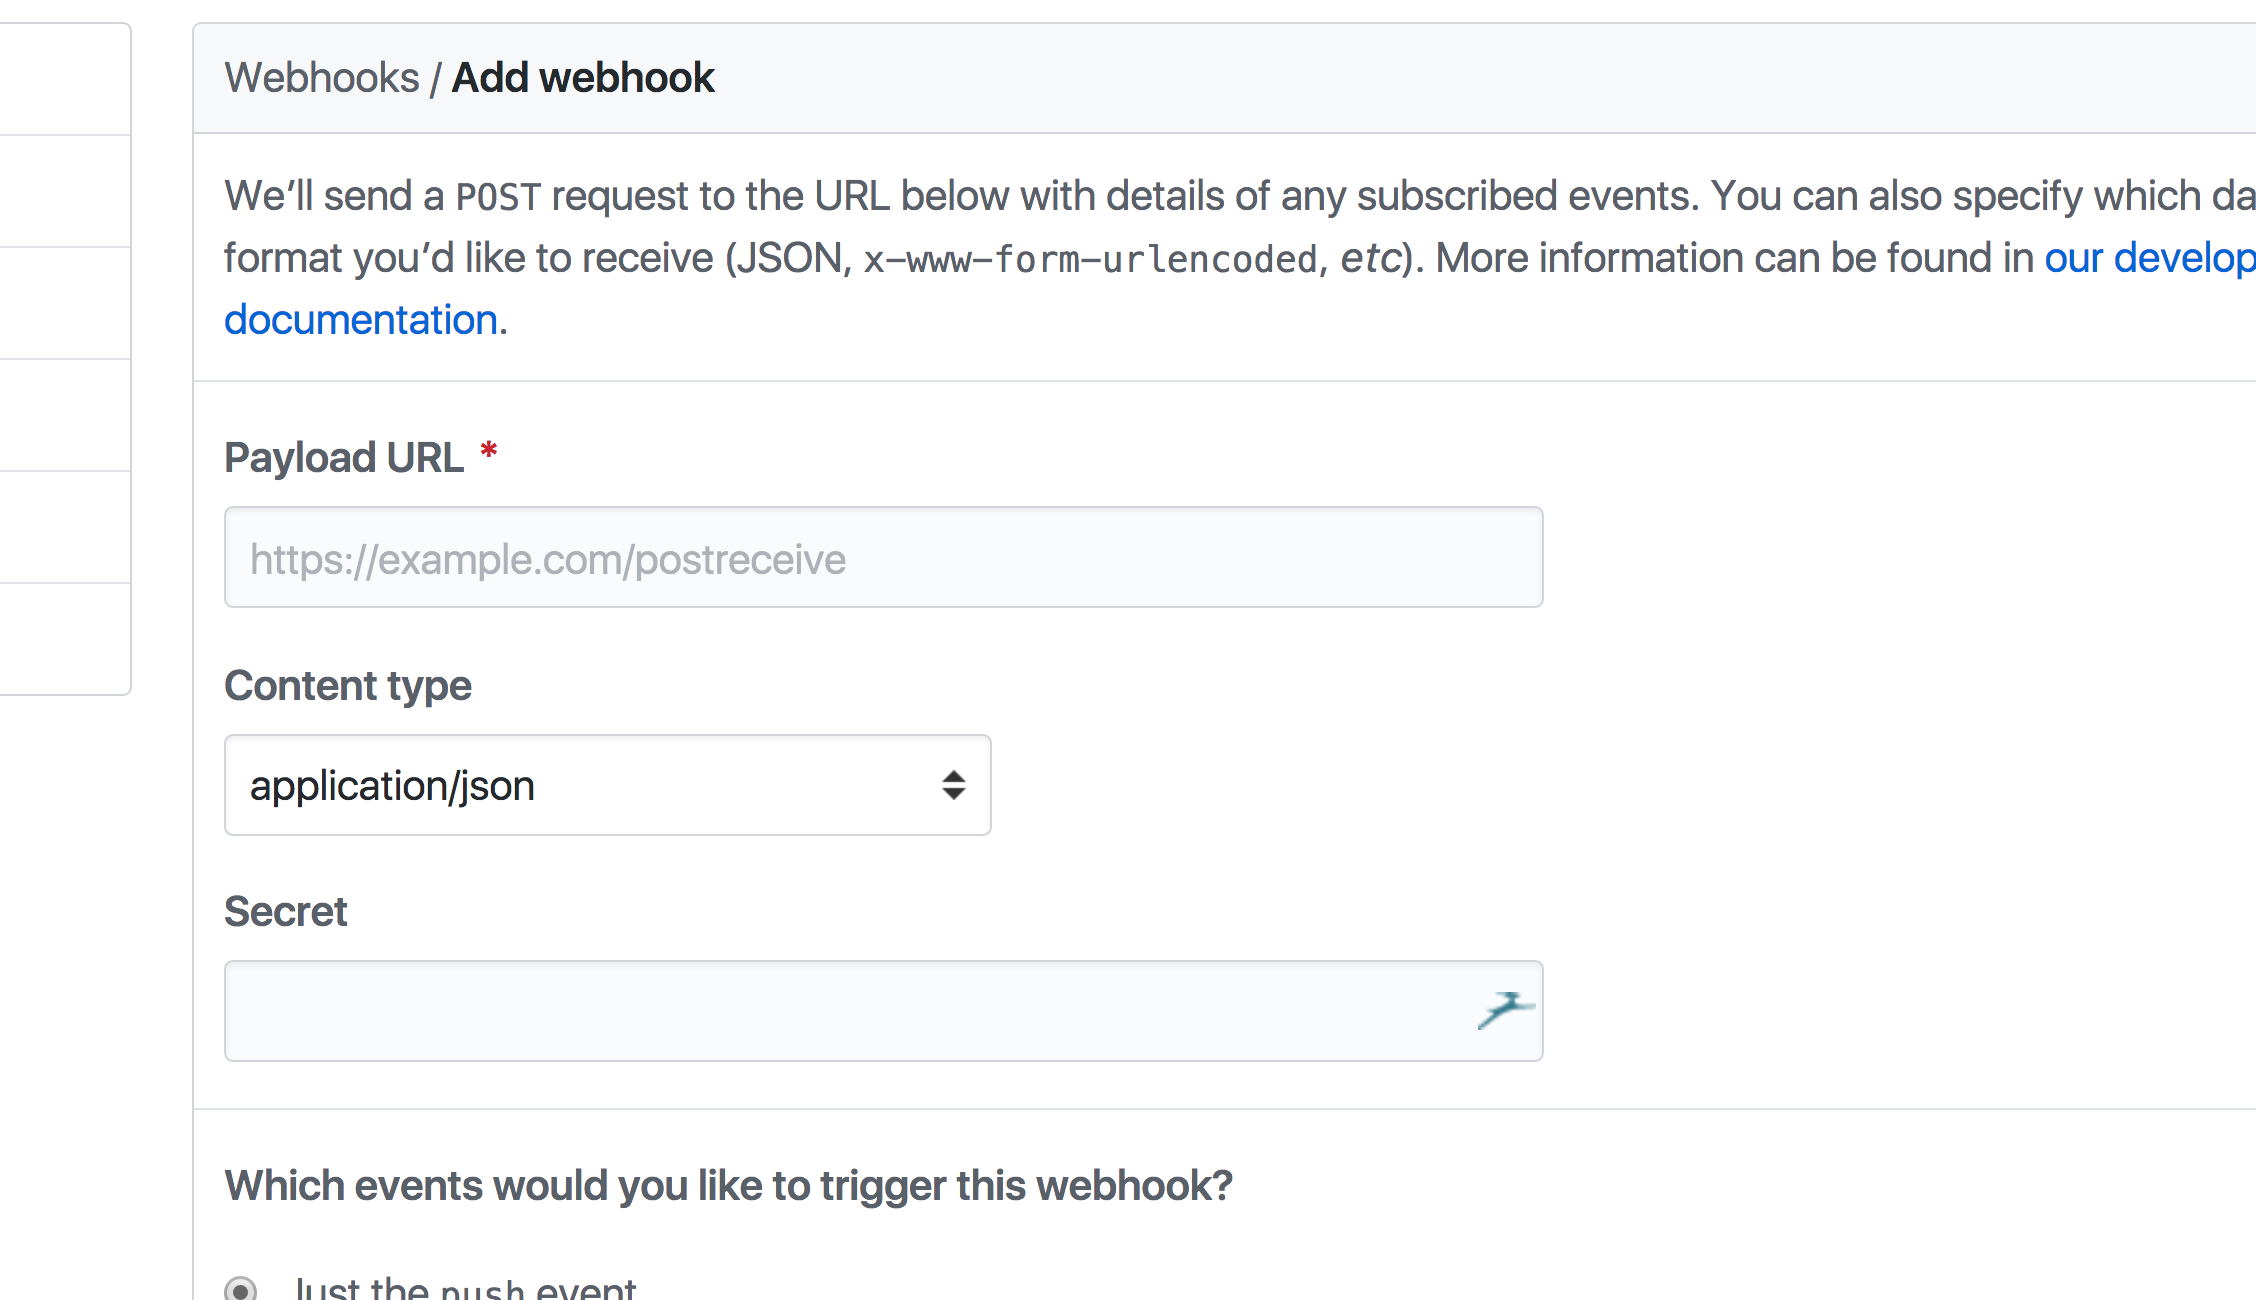 Webhooks / Add webhook
We’ll send a POST request to the URL below with details of any subscribed events. You can also specify which da
format you’d like to receive (JSON, x-www-form-urlencoded, etc). More information can be found in our develop
documentation.
Payload URL *
https://example.com/postreceive
Content type
application/json
Secret
Which events would you like to trigger this webhook?
Just the push event